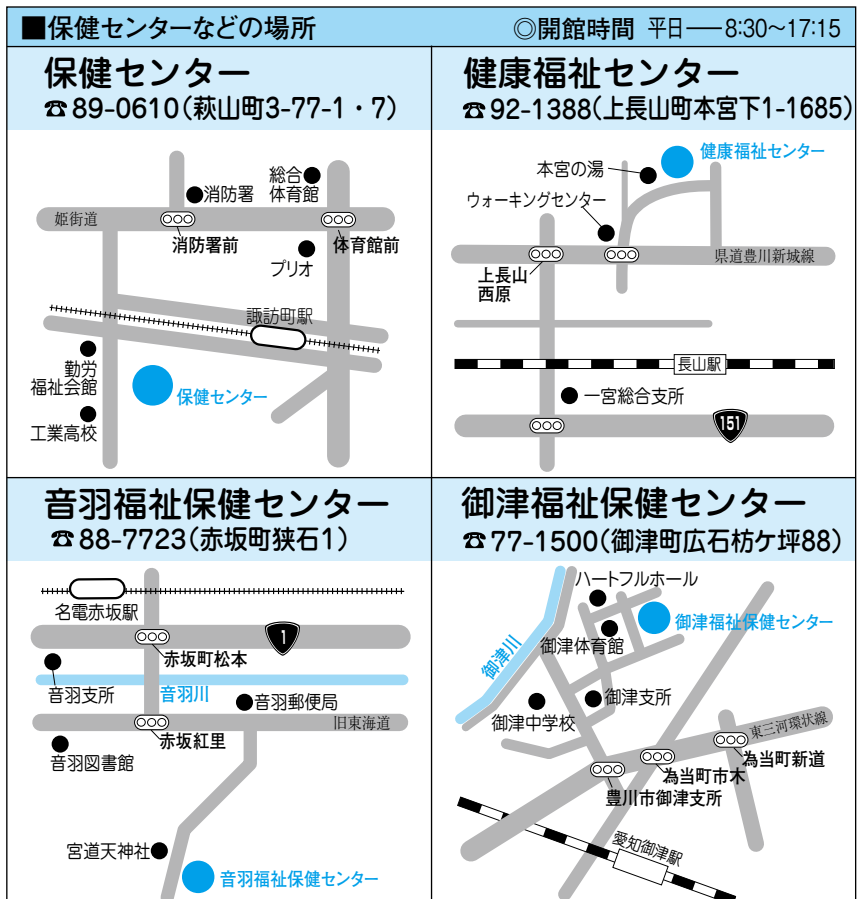 ■保健センターなどの場所
◎開館時間 平日――8:30〜17:15
保健センター
☎89-0610(萩山町3-77-1・7)
総合
体育館
消防署
姫街道
消防署前
体育館前
プリオ
諏訪町駅
勤労
福祉会館
保健センター
工業高校
健康福祉センター
☎92-1388(上長山町本宮下1-1685)
健康福祉センター
本宮の湯
ウォーキングセンター
県道豊川新城線
上長山
西原
長山駅
一宮総合支所
151
音羽福祉保健センター
☎88-7723(赤坂町狭石1)
名電赤坂駅
1
赤坂町松本
音羽支所
音羽川
音羽郵便局
旧東海道
赤坂紅里
音羽図書館
宮道天神社
音羽福祉保健センター
御津福祉保健センター
☎77-1500(御津町広石枋ケ坪88)
ハートフルホール
御津福祉保健センター
御津体育館
御津川
御津支所
御津中学校
東三河環状線
為当町新道
為当町市木
豊川市御津支所
愛知御津駅